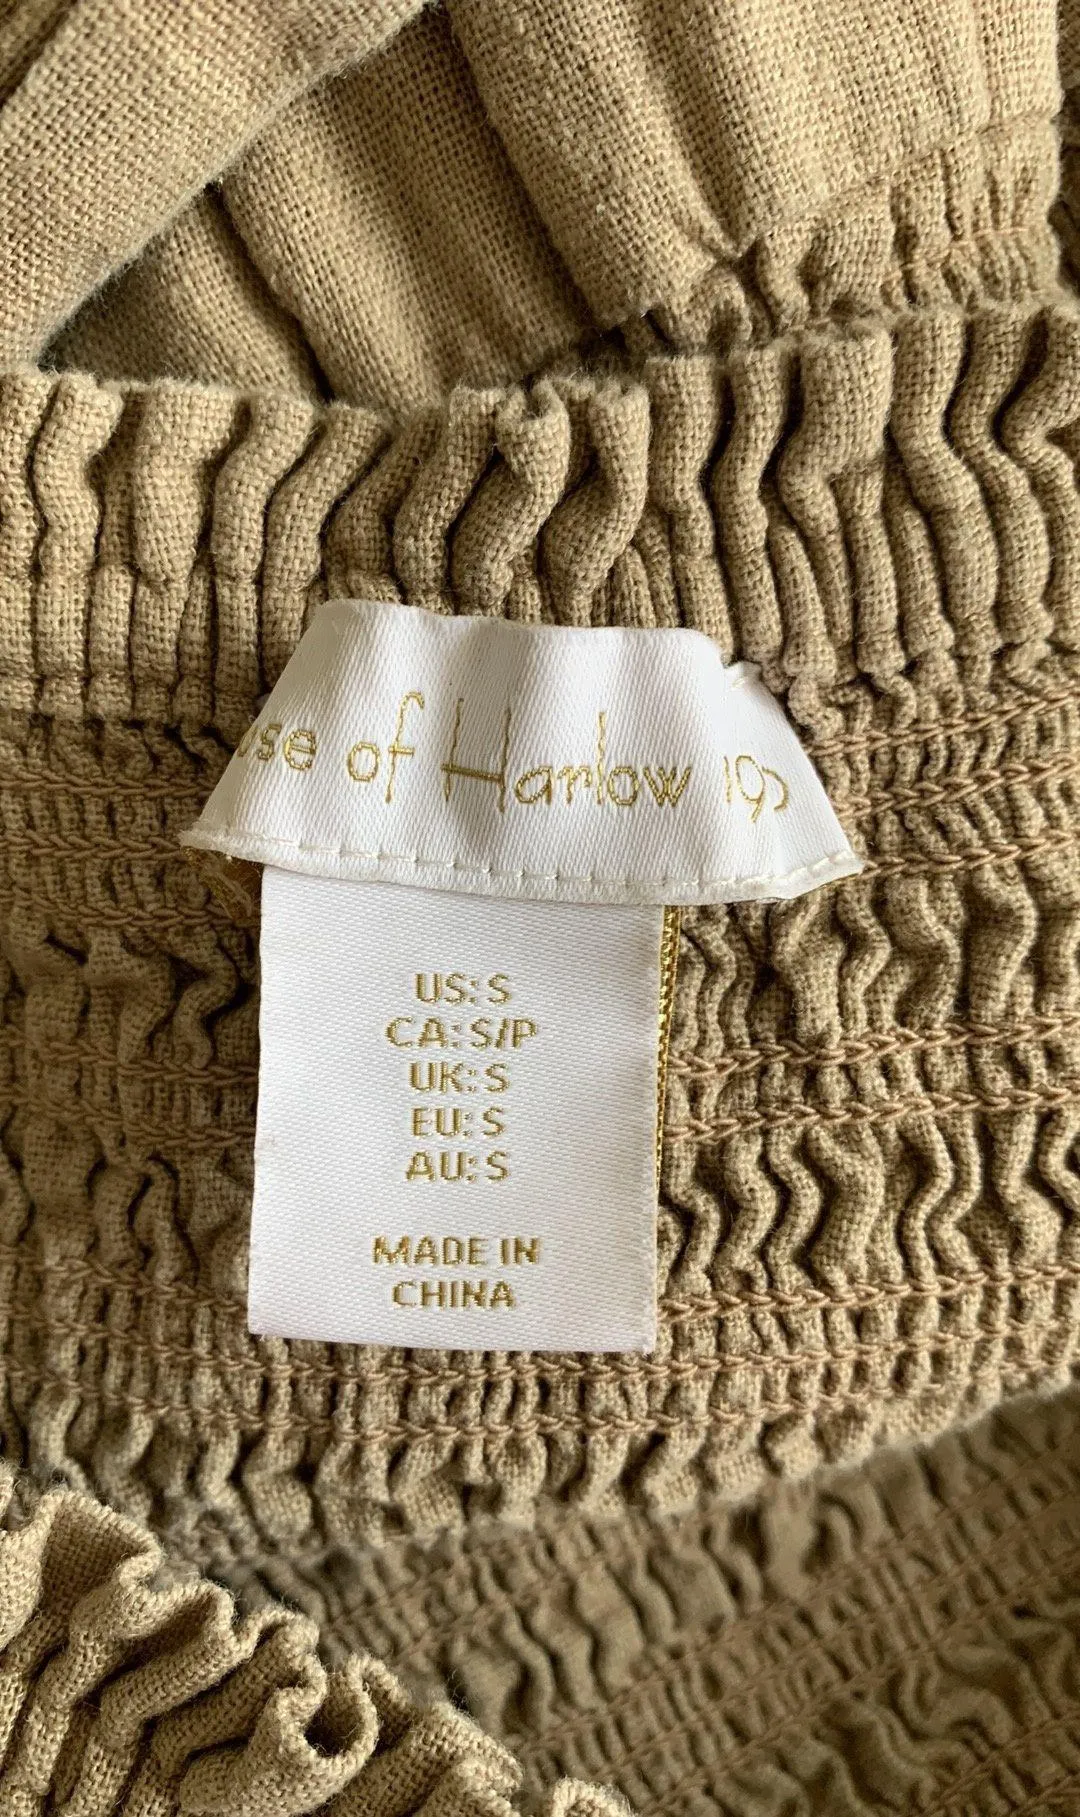 use of Harlow 19
US: S
CA: S/P
UK: S
EU: S
AU: S
MADE IN
CHINA